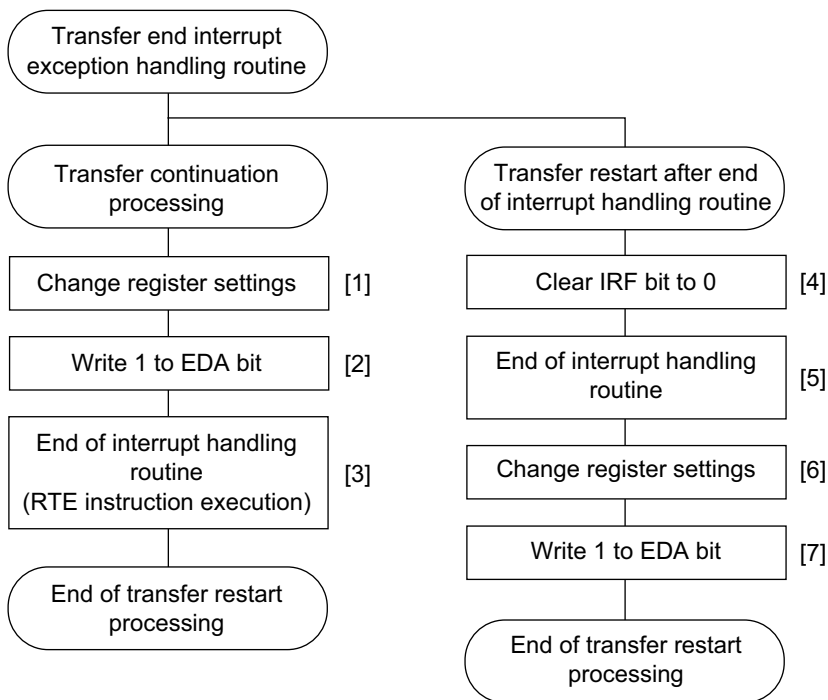 Transfer end interrupt
exception handling routine
Transfer continuation
processing
Change register settings [1]
Write 1 to EDA bit [2]
End of interrupt handling
routine
(RTE instruction execution)
[3]
End of transfer restart
processing
Transfer restart after end
of interrupt handling routine
Clear IRF bit to 0 [4]
End of interrupt handling
routine
[5]
Change register settings [6]
Write 1 to EDA bit [7]
End of transfer restart
processing